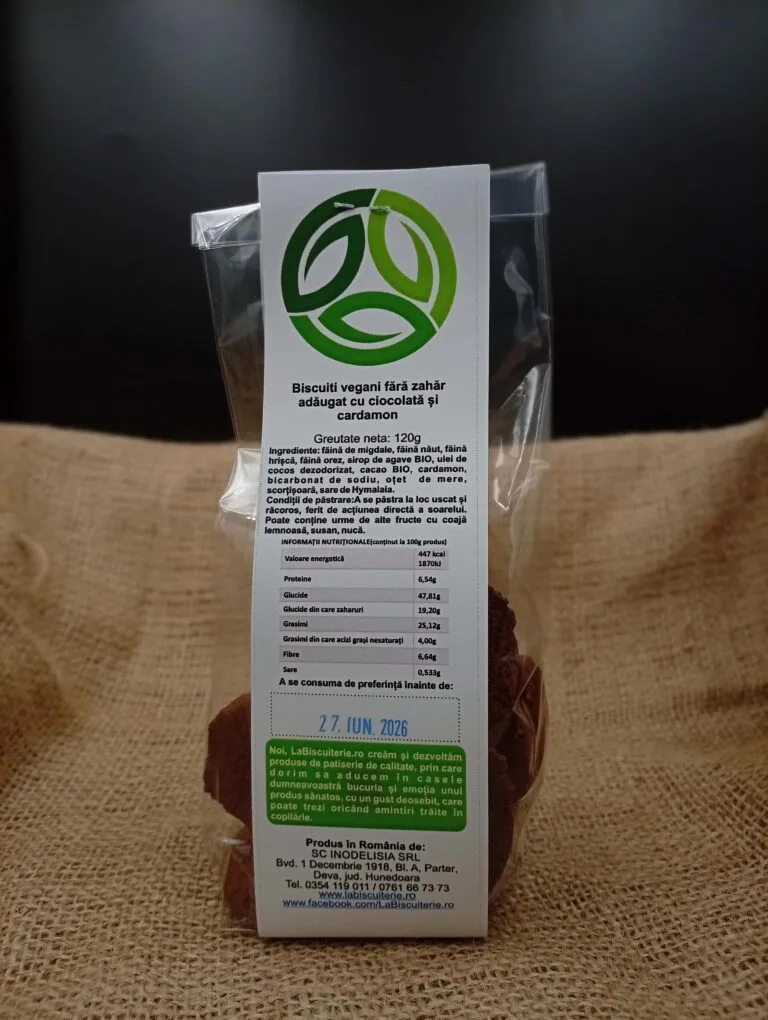 Biscuiti vegani fără zahăr
adăugat cu ciocolată și
cardamon
Greutate neta: 120g
Ingrediente: făină de migdale, făină năut, făină
hrișcă, făină orez, sirop de agave BIO, ulei de
cocos dezodorizat, cacao BIO, cardamon,
bicarbonat de sodiu, oțet de mere,
scorțișoară, sare de Hymalaia.
Condiții de păstrare:A se păstra la loc uscat și
răcoros, ferit de acțiunea directă a soarelui.
Poate conține urme de alte fructe cu coajă
lemnoasă, susan, nucă.
INFORMAȚII NUTRIȚIONALE(conținut la 100g produs)
Valoare energetică 447 kcal
1870kJ
Proteine 6,54g
Glucide 47,81g
Glucide din care zaharuri 19,20g
Grasimi 25,12g
Grasimi din care acizi grași nesaturați 4,00g
Fibre 6,64g
Sare 0,533g
A se consuma de preferință înainte de:
27. IUN. 2026
Noi, LaBiscuiterie.ro creăm și dezvoltăm
produse de patiserie de calitate, prin care
dorim sa aducem în casele
dumneavoastră bucuria și emoția unui
produs sănatos, cu un gust deosebit, care
poate trezi oricând amintiri trăite în
copilărie.
Produs în România de:
SC INODELISIA SRL
Bvd. 1 Decembrie 1918, Bl. A, Parter,
Deva, jud. Hunedoara
Tel. 0354 119 011 / 0761 66 73 73
www.labiscuiterie.ro
www.facebook.com/LaBiscuiterie.ro